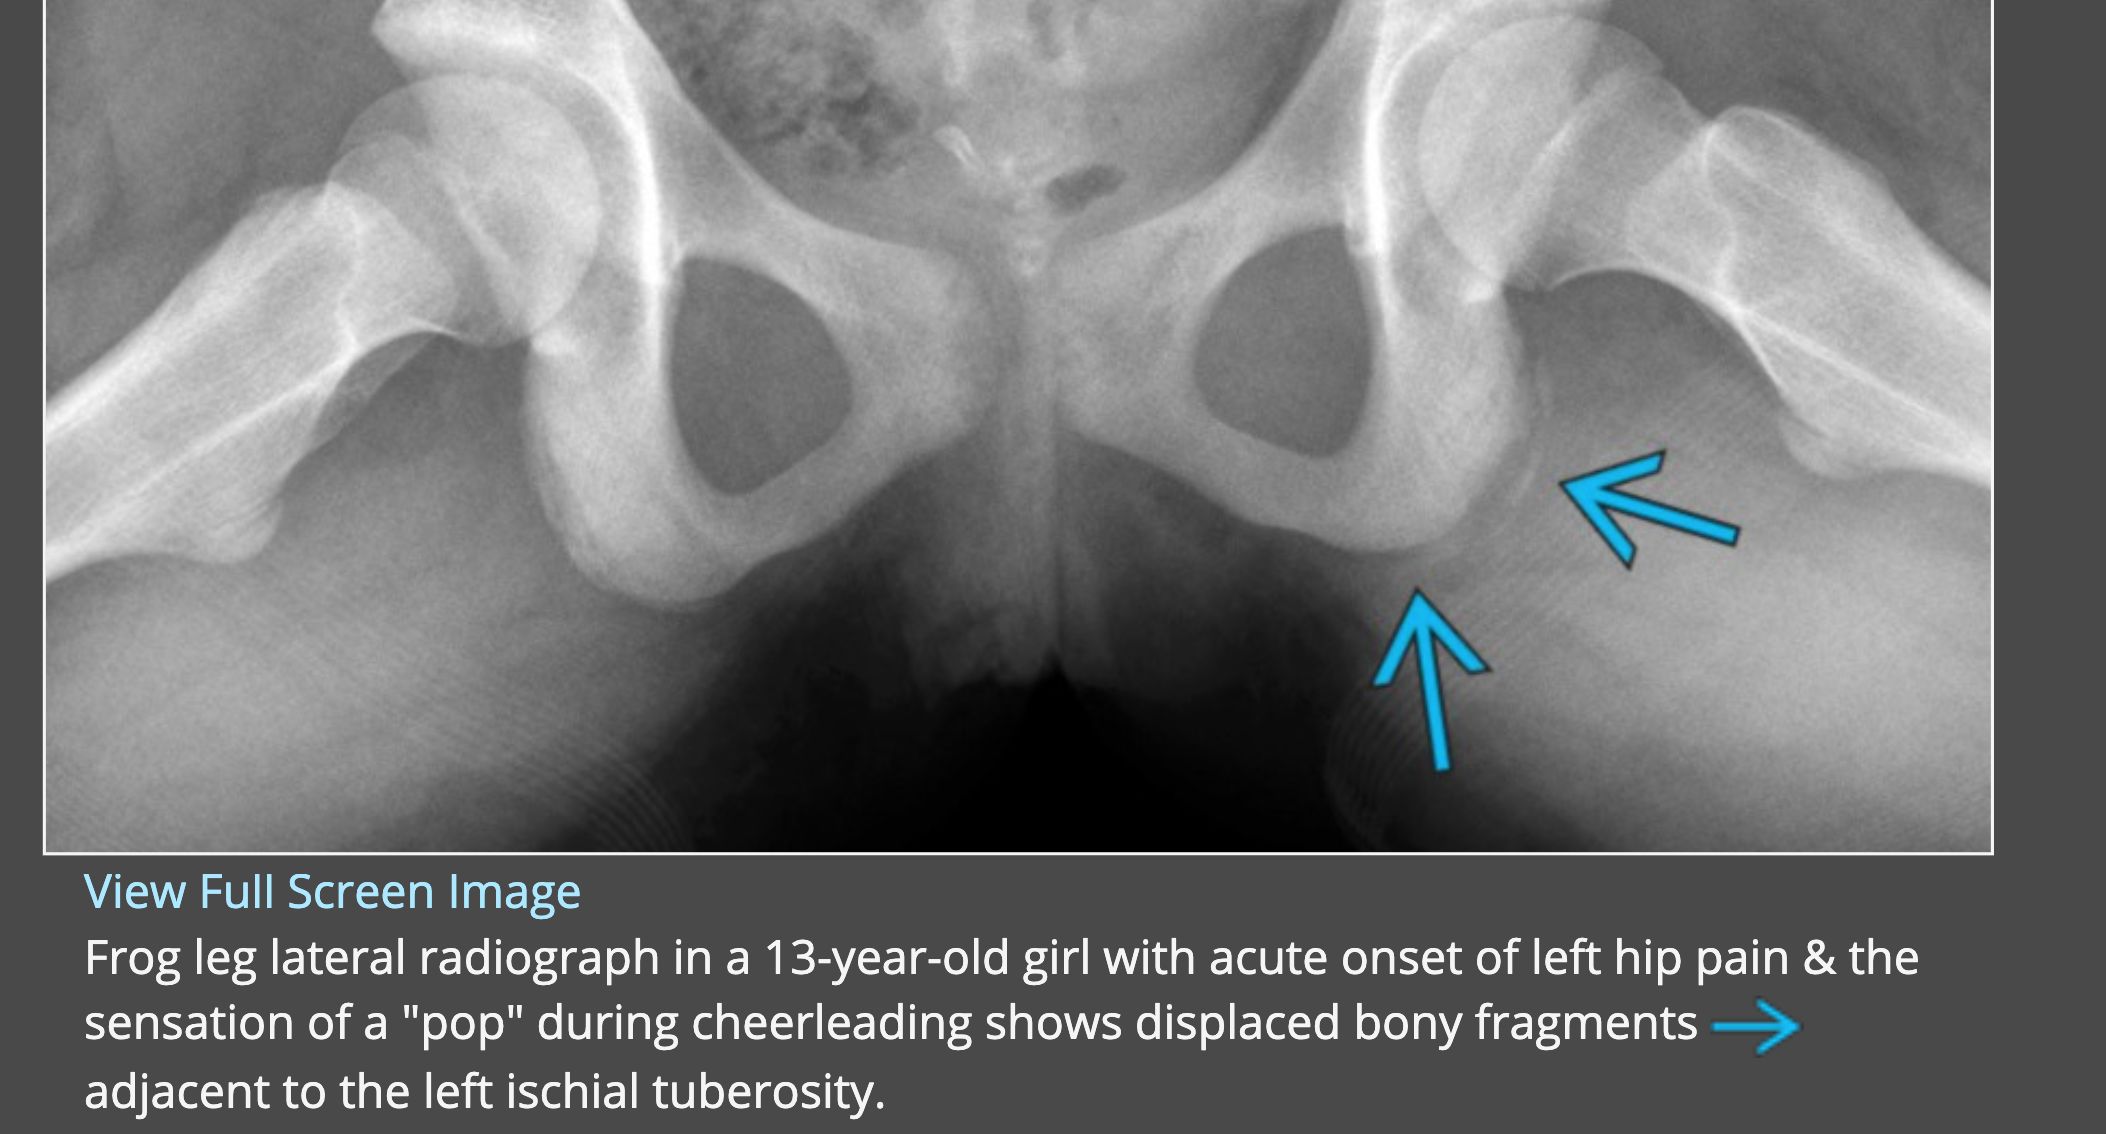 View Full Screen Image
Frog leg lateral radiograph in a 13-year-old girl with acute onset of left hip pain & the
sensation of a "pop" during cheerleading shows displaced bony fragments
adjacent to the left ischial tuberosity.